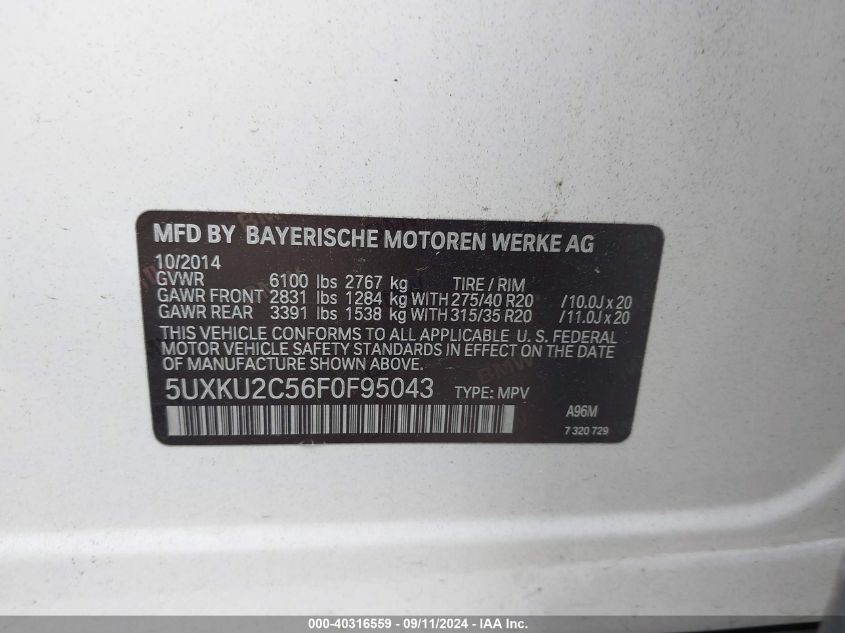 MFD BY BAYERISCHE MOTOREN WERKE AG
10/2014
GVWR 6100 lbs 2767 kg TIRE / RIM
GAWR FRONT 2831 lbs 1284 kg WITH 275/40 R20 /10.0J x 20
GAWR REAR 3391 lbs 1538 kg WITH 315/35 R20 /11.0J x 20
THIS VEHICLE CONFORMS TO ALL APPLICABLE U. S. FEDERAL
MOTOR VEHICLE SAFETY STANDARDS IN EFFECT ON THE DATE
OF MANUFACTURE SHOWN ABOVE.
5UXKU2C56F0F95043 TYPE: MPV
A96M
7 320 729
000-40316559 - 09/11/2024 - IAA Inc.